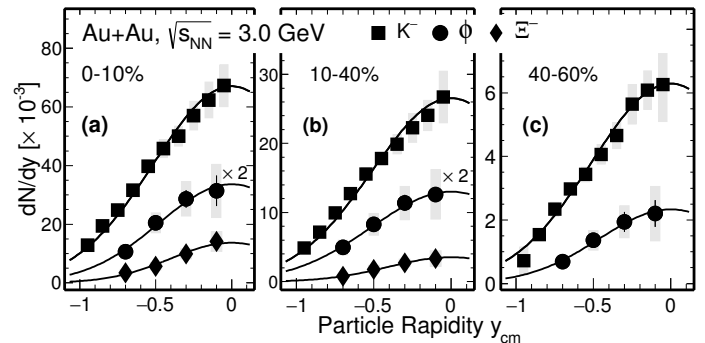 Au+Au, √sNN = 3.0 GeV K⁻ ϕ Ξ⁻
0-10% 10-40% 40-60%
(a) (b) (c)
× 2 × 2
dN/dy [× 10⁻³]
80
60
40
20
0
30
20
10
0
6
4
2
0
−1 −0.5 0 −1 −0.5 0 −1 −0.5 0
Particle Rapidity ycm